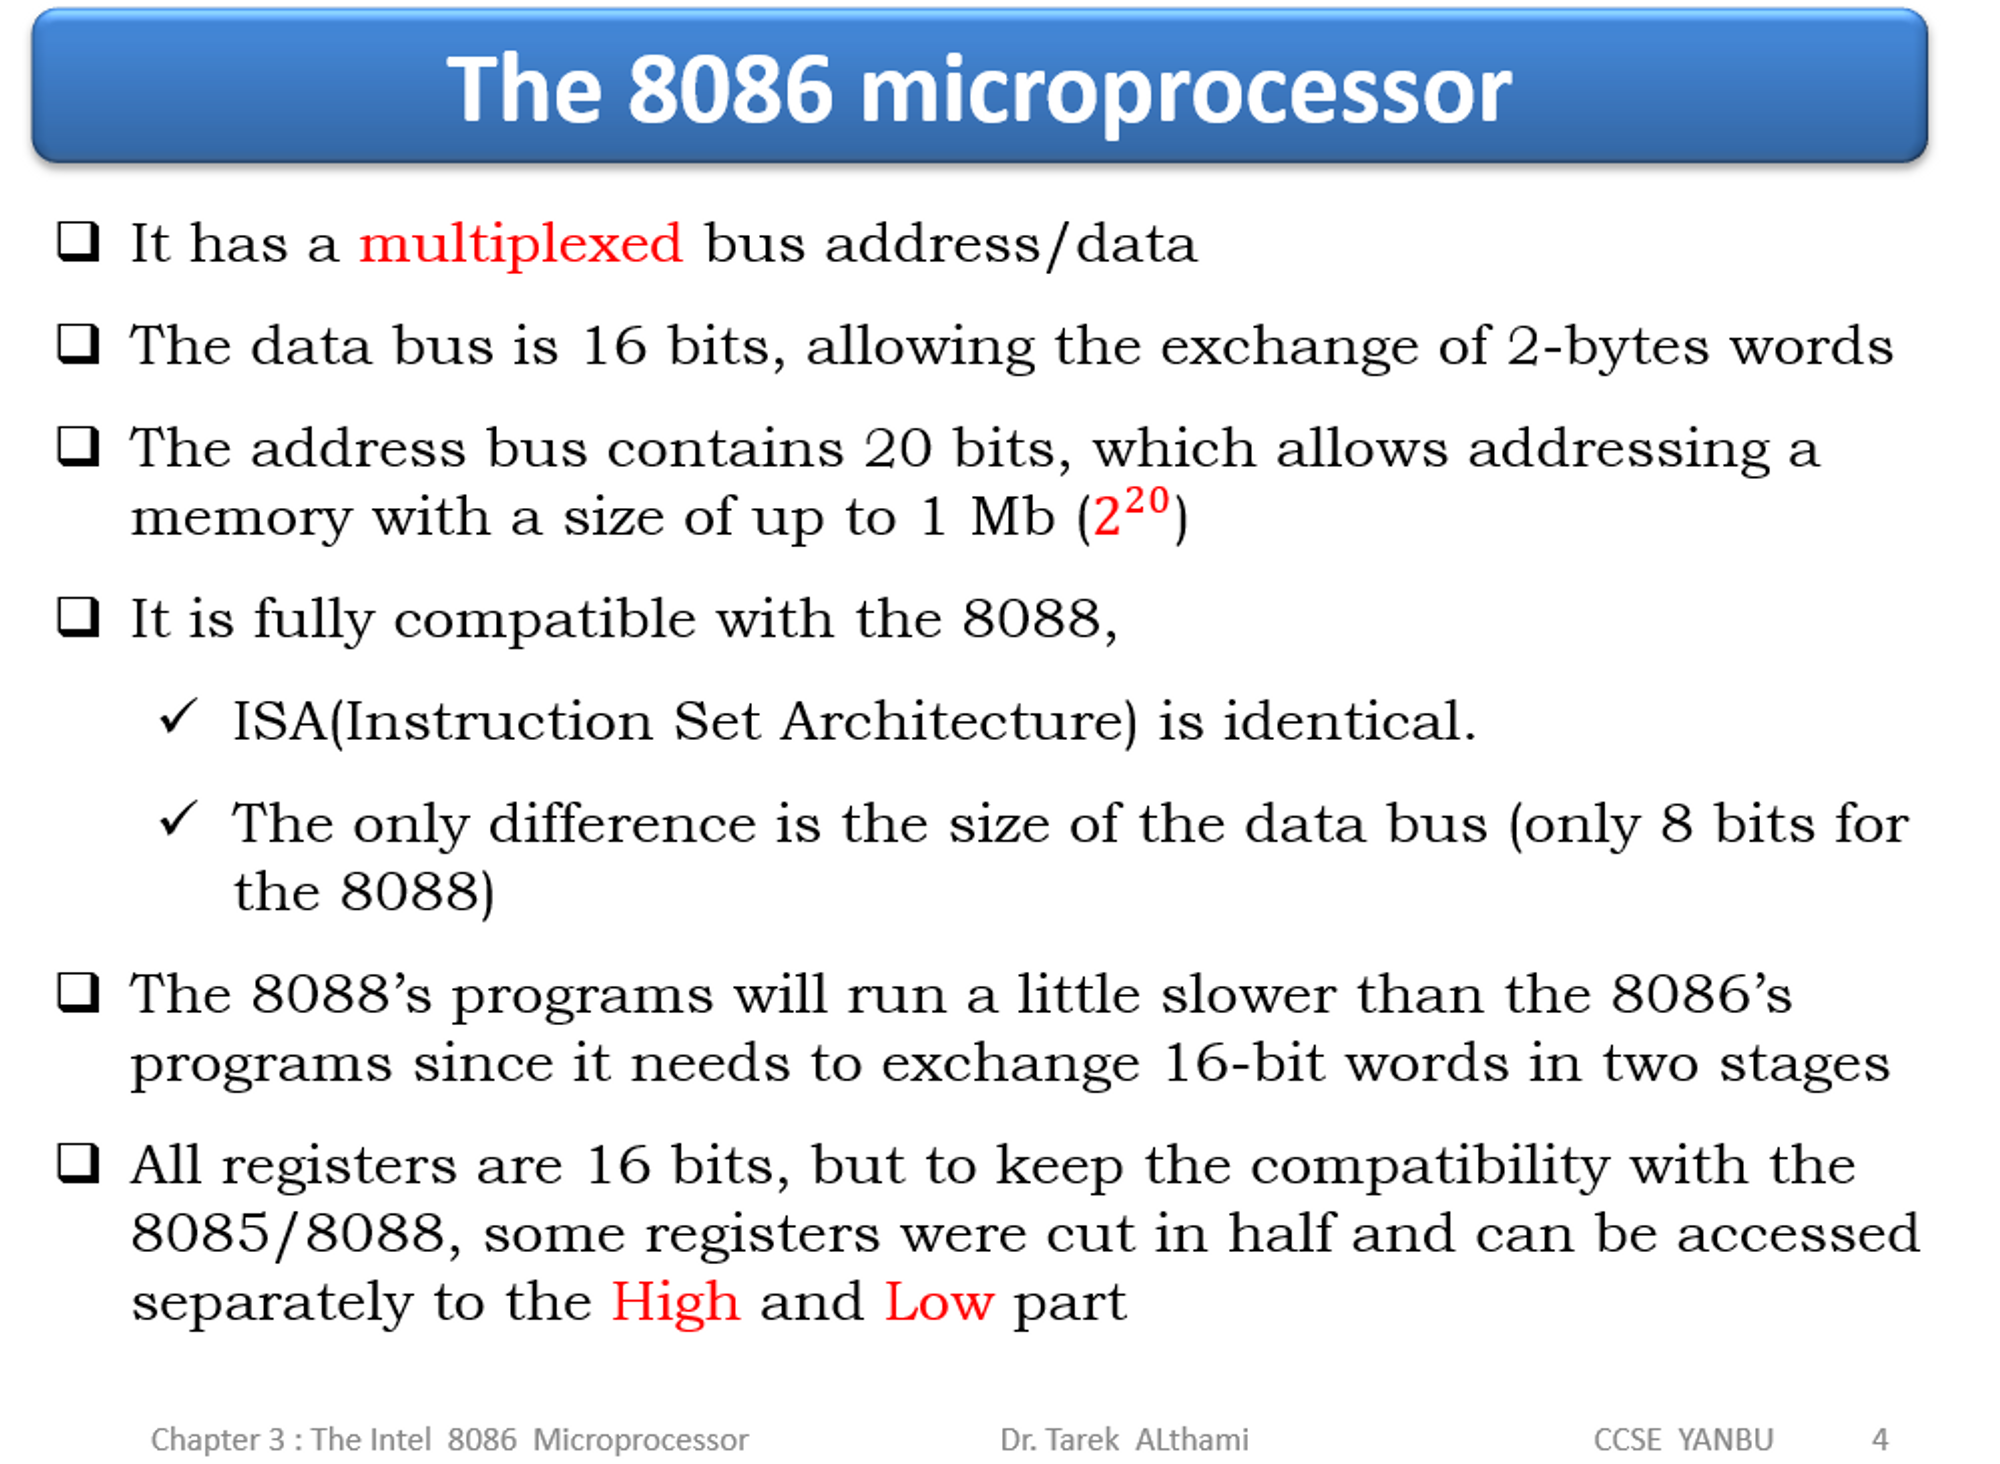 The 8086 microprocessor
❑ It has a multiplexed bus address/data
❑ The data bus is 16 bits, allowing the exchange of 2-bytes words
❑ The address bus contains 20 bits, which allows addressing a
memory with a size of up to 1 Mb (2²⁰)
❑ It is fully compatible with the 8088,
✓ ISA(Instruction Set Architecture) is identical.
✓ The only difference is the size of the data bus (only 8 bits for
the 8088)
❑ The 8088’s programs will run a little slower than the 8086’s
programs since it needs to exchange 16-bit words in two stages
❑ All registers are 16 bits, but to keep the compatibility with the
8085/8088, some registers were cut in half and can be accessed
separately to the High and Low part
Chapter 3 : The Intel 8086 Microprocessor Dr. Tarek ALthami CCSE YANBU 4